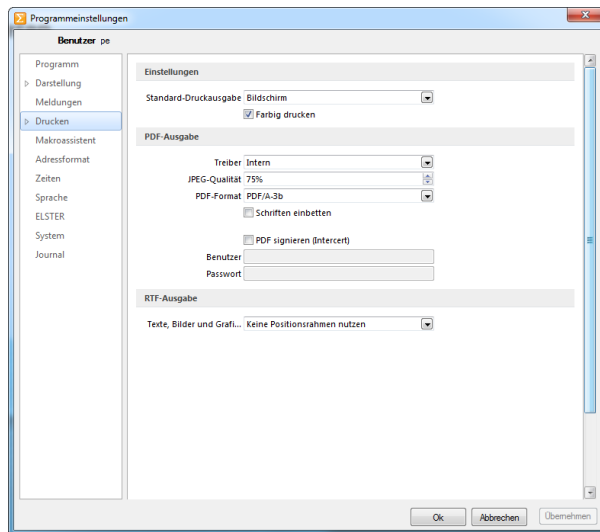 Programmeinstellungen
Benutzer pe
Programm
Darstellung
Meldungen
Drucken
Makroassistent
Adressformat
Zeiten
Sprache
ELSTER
System
Journal
Einstellungen
Standard-Druckausgabe Bildschirm
Farbig drucken
PDF-Ausgabe
Treiber Intern
JPEG-Qualität 75%
PDF-Format PDF/A-3b
Schriften einbetten
PDF signieren (Intercert)
Benutzer
Passwort
RTF-Ausgabe
Texte, Bilder und Grafi... Keine Positionsrahmen nutzen
Ok Abbrechen Übernehmen